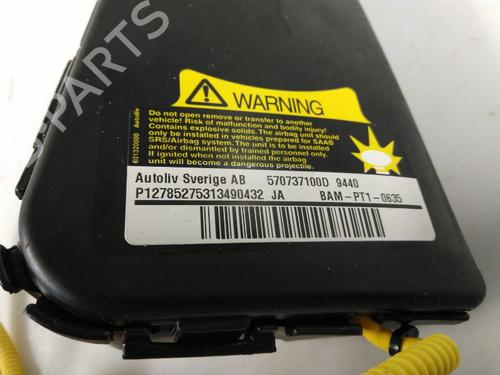 PARTS
WARNING
Do not open remove or transfer to another
vehicle! Risk of malfunction and bodily injury!
Contains explosive solids. The airbag unit should
only be installed in vehicles prepared for SAAB
SRS/Airbag system. The unit is to be installed
and/or dismantled by trained personnel only.
If ignited when not installed the airbag
unit will become a dangerous projectile.
601320000 Autoliv
Autoliv Sverige AB 570737100D 9440
P12785275313490432 JA BAM-PT1-0635